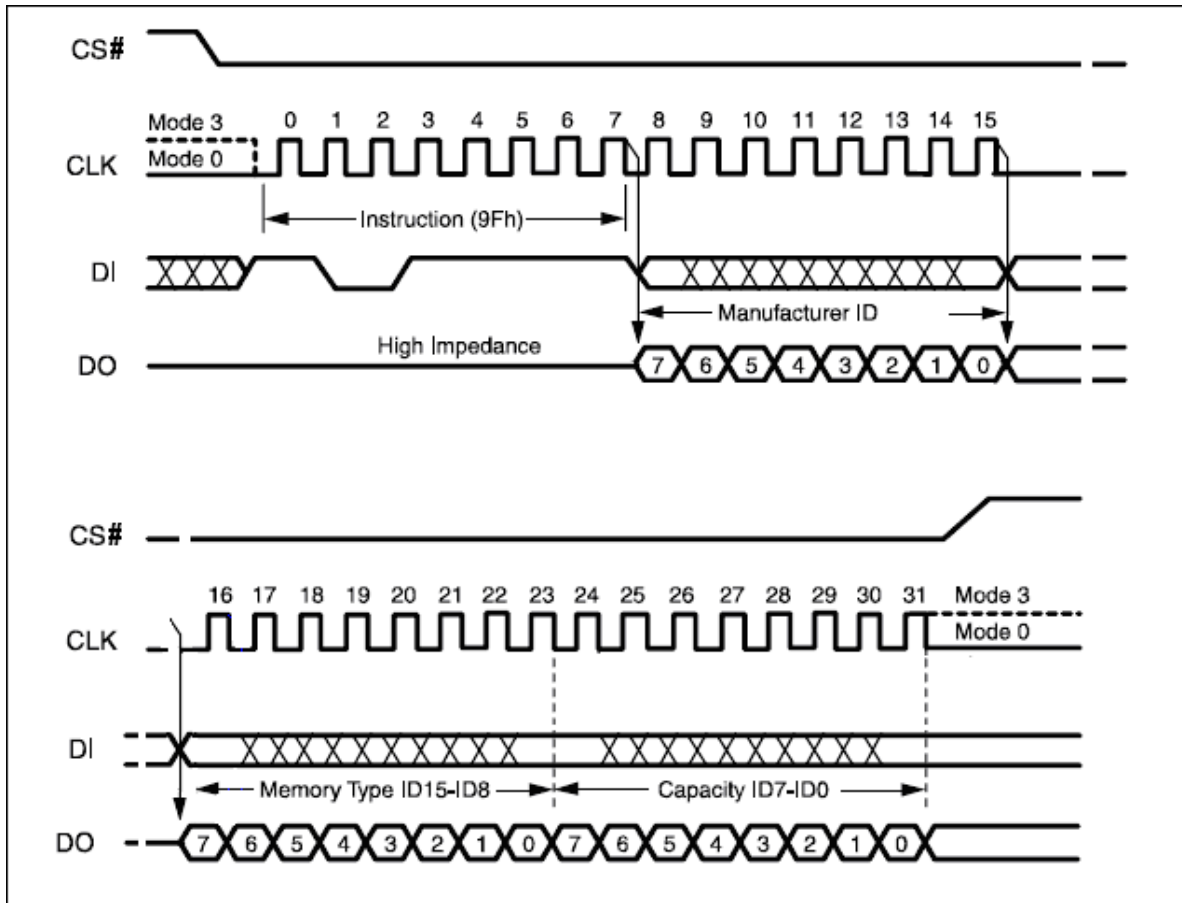 CS#
Mode 3 0 1 2 3 4 5 6 7 8 9 10 11 12 13 14 15
CLK Mode 0
Instruction (9Fh)
DI
Manufacturer ID
High Impedance
DO 7 6 5 4 3 2 1 0
CS#
16 17 18 19 20 21 22 23 24 25 26 27 28 29 30 31 Mode 3
CLK Mode 0
DI
Memory Type ID15-ID8 Capacity ID7-ID0
DO 7 6 5 4 3 2 1 0 7 6 5 4 3 2 1 0